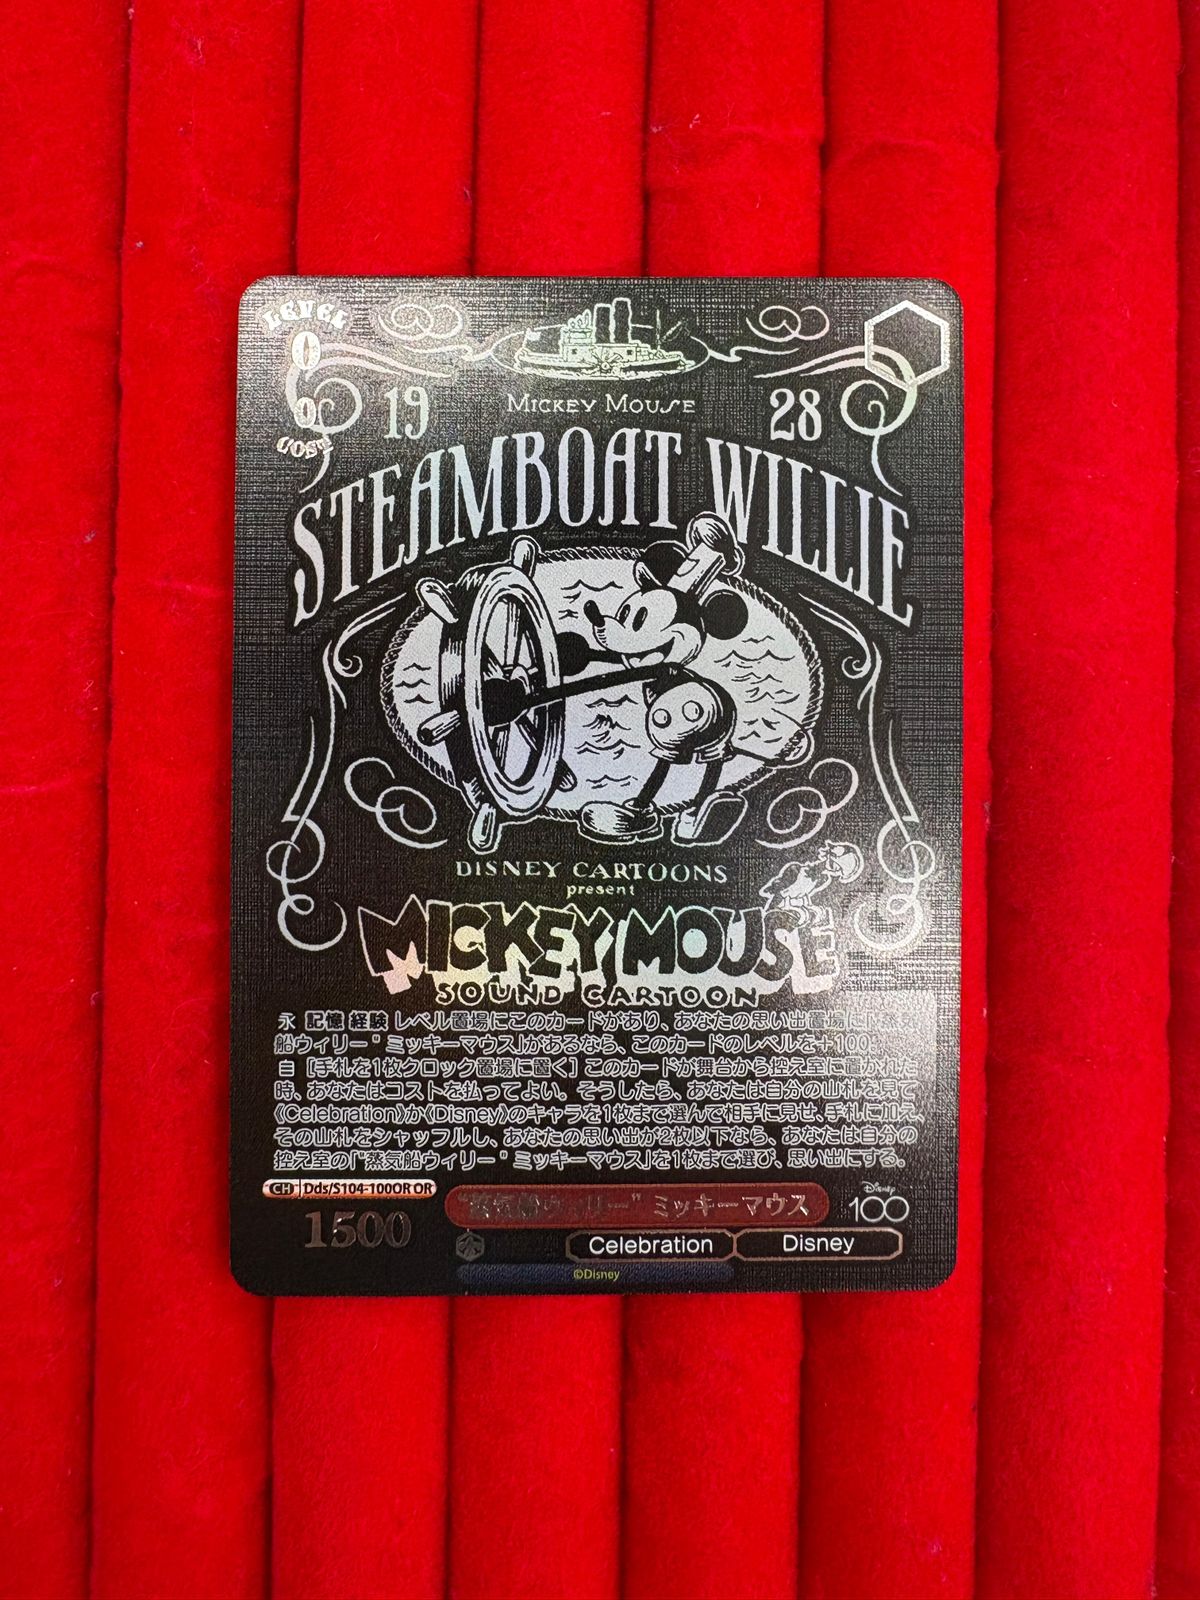 LEVEL
0
0
COST
19 MICKEY MOUSE 28
STEAMBOAT WILLIE
DISNEY CARTOONS
present
MICKEY MOUSE
SOUND CARTOON
永 記憶 経験 レベル置場にこのカードがあり、あなたの思い出置場に「"蒸気
船ウィリー" ミッキーマウス」があるなら、このカードのレベルを+100
自 [手札を1枚クロック置場に置く] このカードが舞台から控え室に置かれた
時、あなたはコストを払ってよい。そうしたら、あなたは自分の山札を見て
《Celebration》か《Disney》のキャラを1枚まで選んで相手に見せ、手札に加え、
その山札をシャッフルし、あなたの思い出が2枚以下なら、あなたは自分の
控え室の「"蒸気船ウィリー" ミッキーマウス」を1枚まで選び、思い出にする。
CH Dds/S104-100OR OR
"蒸気船ウィリー" ミッキーマウス
Disney
100
1500
Celebration Disney
©Disney